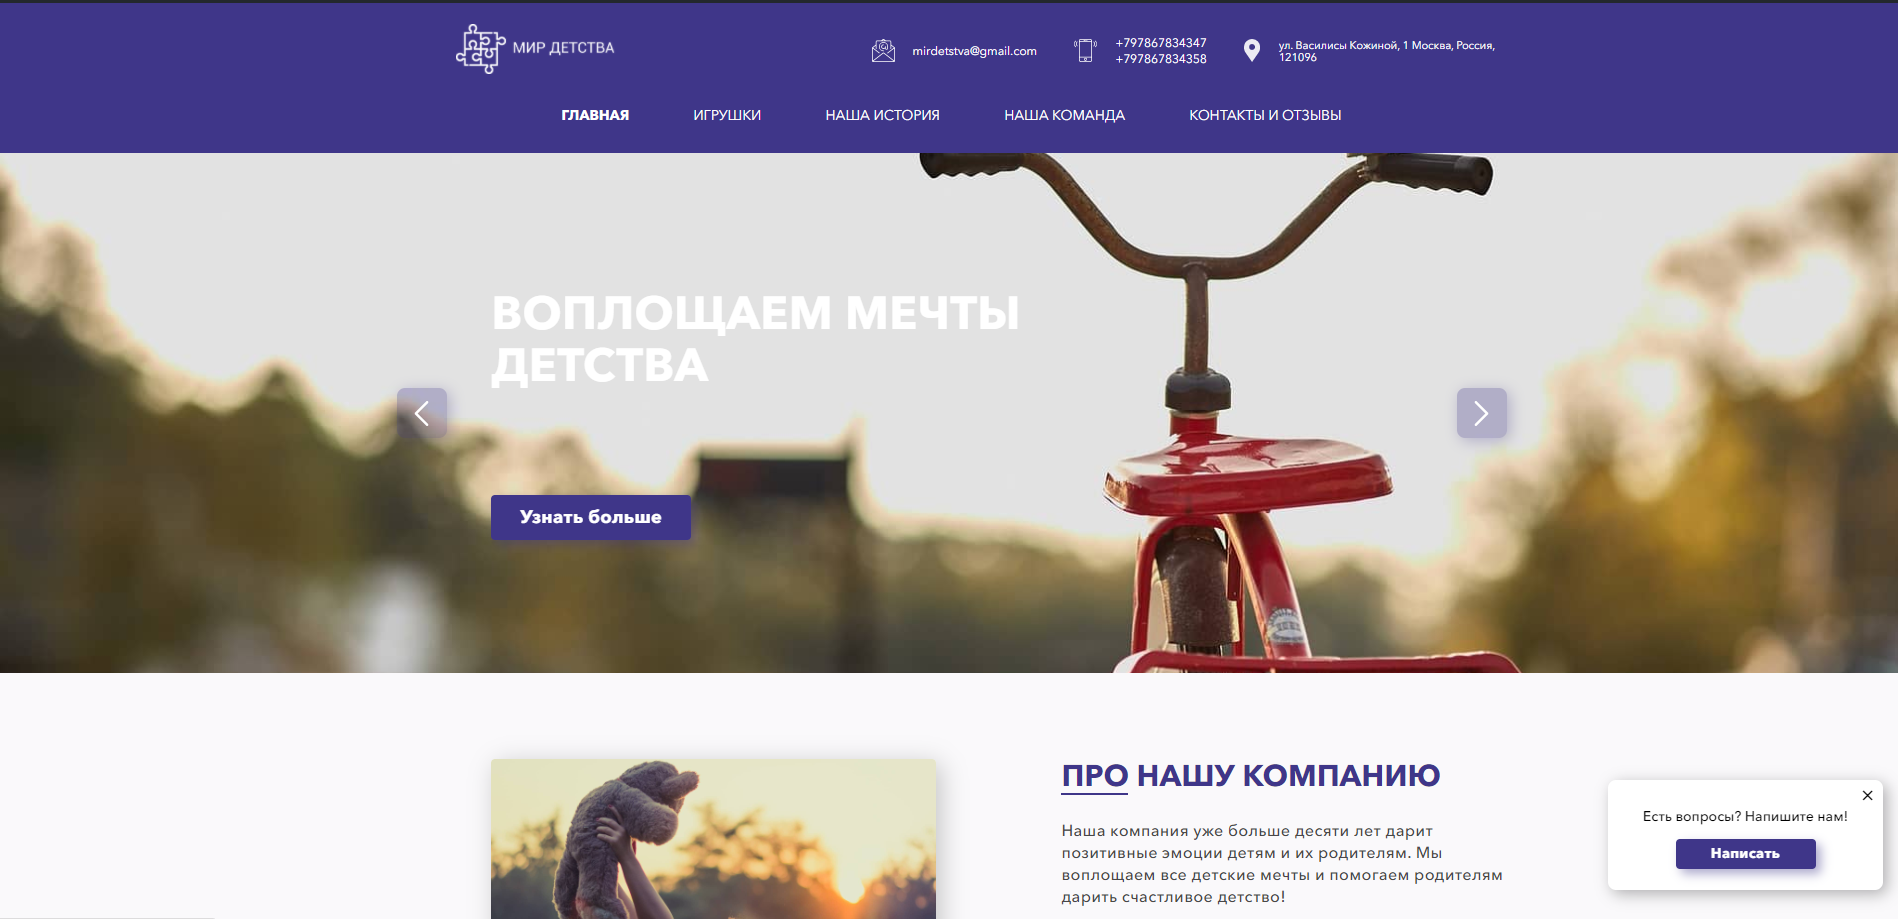 МИР ДЕТСТВА
mirdetstva@gmail.com
+797867834347
+797867834358
ул. Василисы Кожиной, 1 Москва, Россия,
121096
ГЛАВНАЯ
ИГРУШКИ
НАША ИСТОРИЯ
НАША КОМАНДА
КОНТАКТЫ И ОТЗЫВЫ
ВОПЛОЩАЕМ МЕЧТЫ
ДЕТСТВА
Узнать больше
ПРО НАШУ КОМПАНИЮ
Наша компания уже больше десяти лет дарит
позитивные эмоции детям и их родителям. Мы
воплощаем все детские мечты и помогаем родителям
дарить счастливое детство!
Есть вопросы? Напишите нам!
Написать